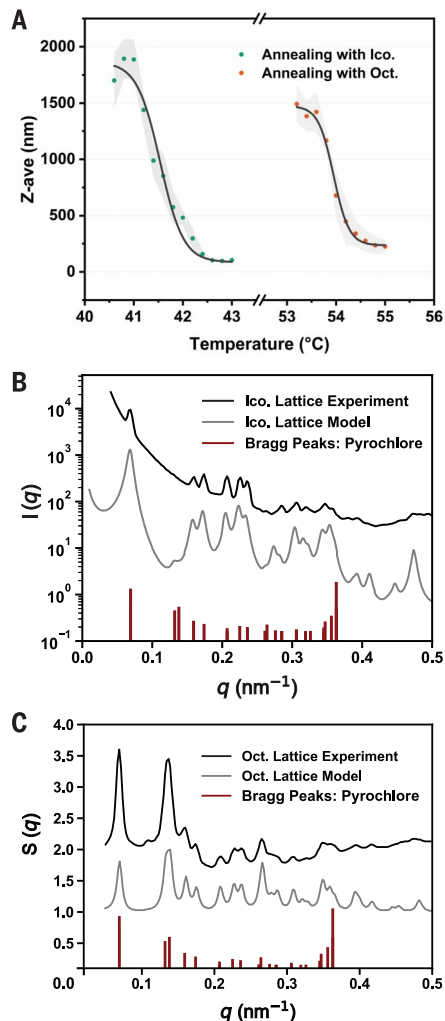 A
Annealing with Ico.
Annealing with Oct.
Z-ave (nm)
2000
1500
1000
500
250
0
40 41 42 43 53 54 55 56
Temperature (°C)
B
Ico. Lattice Experiment
Ico. Lattice Model
Bragg Peaks: Pyrochlore
I (q)
10⁴
10³
10²
10¹
10⁰
10⁻¹
0.0 0.1 0.2 0.3 0.4 0.5
q (nm⁻¹)
C
Oct. Lattice Experiment
Oct. Lattice Model
Bragg Peaks: Pyrochlore
S (q)
4.0
3.5
3.0
2.5
2.0
1.5
1.0
0.5
0.0
0.1 0.2 0.3 0.4 0.5
q (nm⁻¹)